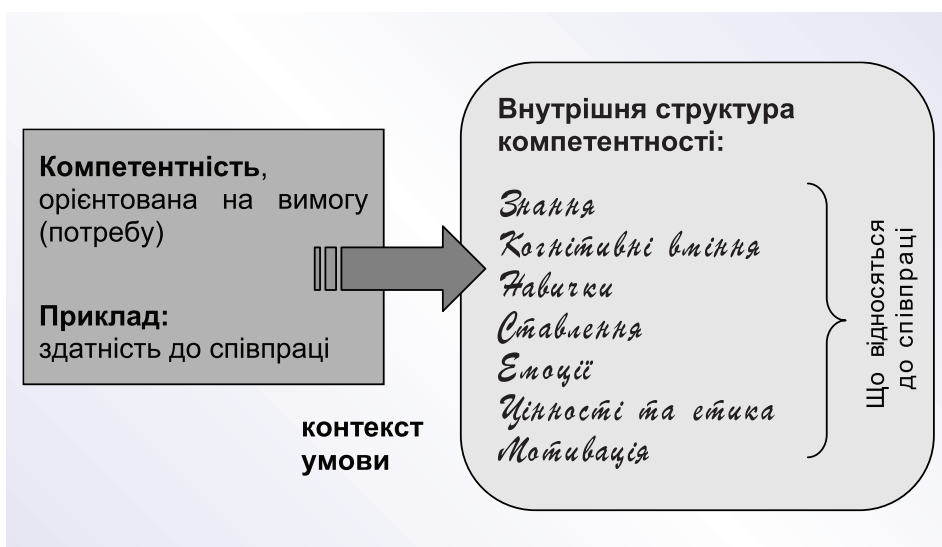 Компетентність,
орієнтована на вимогу
(потребу)
Приклад:
здатність до співпраці
контекст
умови
Внутрішня структура
компетентності:
Знання
Когнітивні вміння
Навички
Ставлення
Емоції
Цінності та етика
Мотивація
Що відносяться
до співпраці